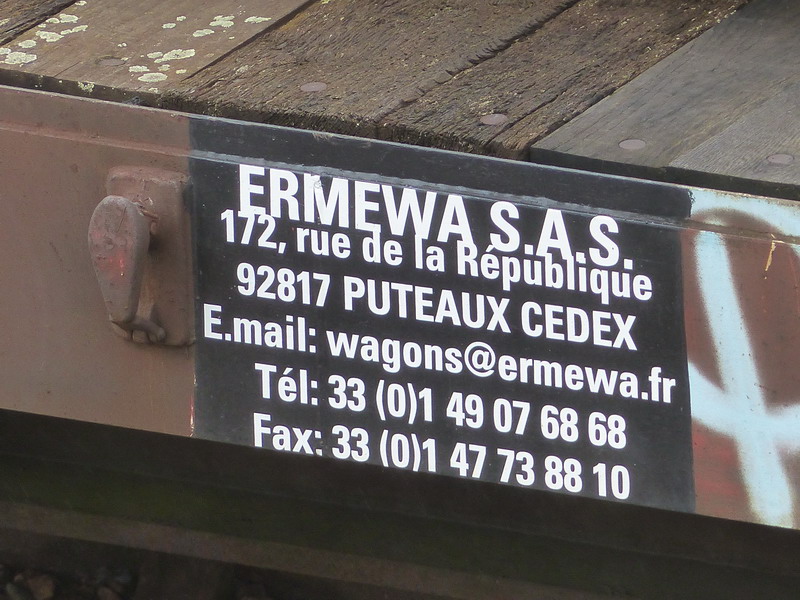 ERMEWA S.A.S.
172, rue de la République
92817 PUTEAUX CEDEX
E.mail: wagons@ermewa.fr
Tél: 33 (0)1 49 07 68 68
Fax: 33 (0)1 47 73 88 10